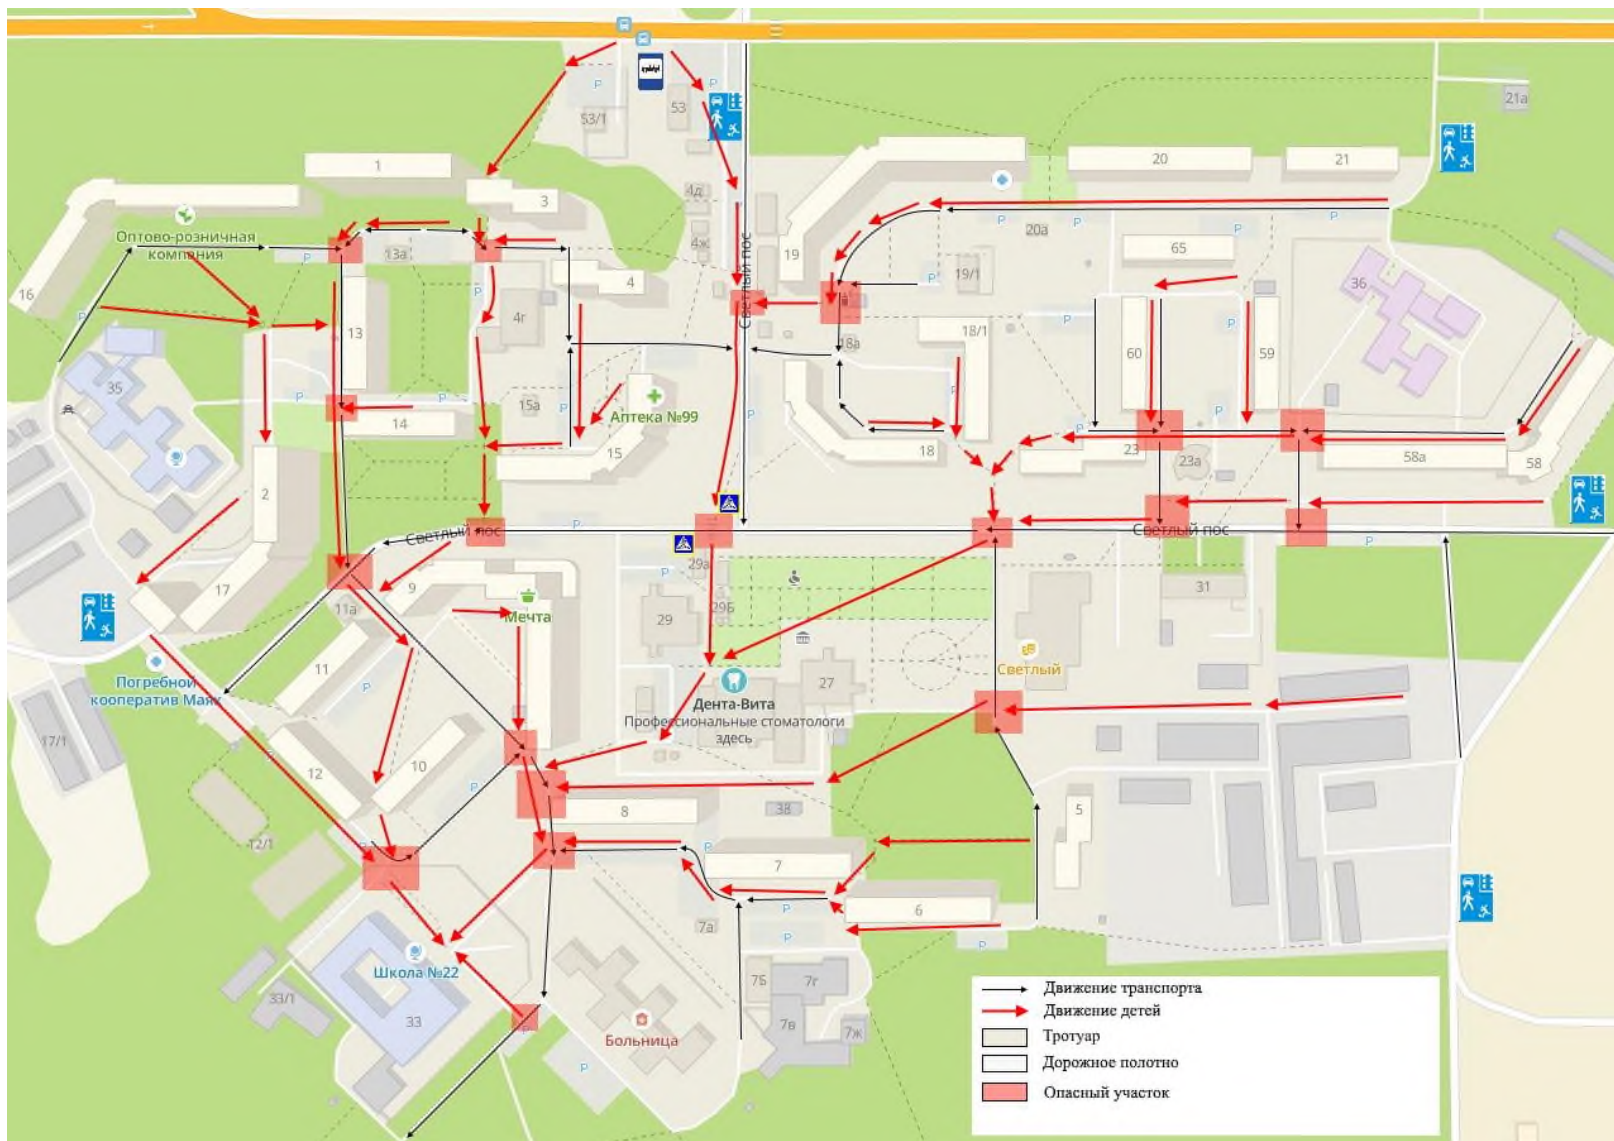 P
53
53/1
P
21а
1
3
20
21
4д
16
Оптово-розничная
компания
13а
P
4
4ж
19
P
20а
P
P
65
19/1
P
36
P
P
35
13
4г
Светлый пос
18а
18/1
P
60
P
59
15а
P
Аптека №99
P
P
P
P
14
P
15
18
23
23а
58а
58
2
Светлый пос
P
Светлый пос
P
17
11а
9
Мечта
P
29а
29Б
29
31
11
P
Светлый
Погребной
кооператив Маяк
27
Дента-Вита
Профессиональные стоматологи
здесь
17/1
12
10
P
8
38
5
12/1
P
7
6
P
7а
P
P
Школа №22
33/1
33
P
Больница
P
7Б
7г
7в
7ж
Движение транспорта
Движение детей
Тротуар
Дорожное полотно
Опасный участок